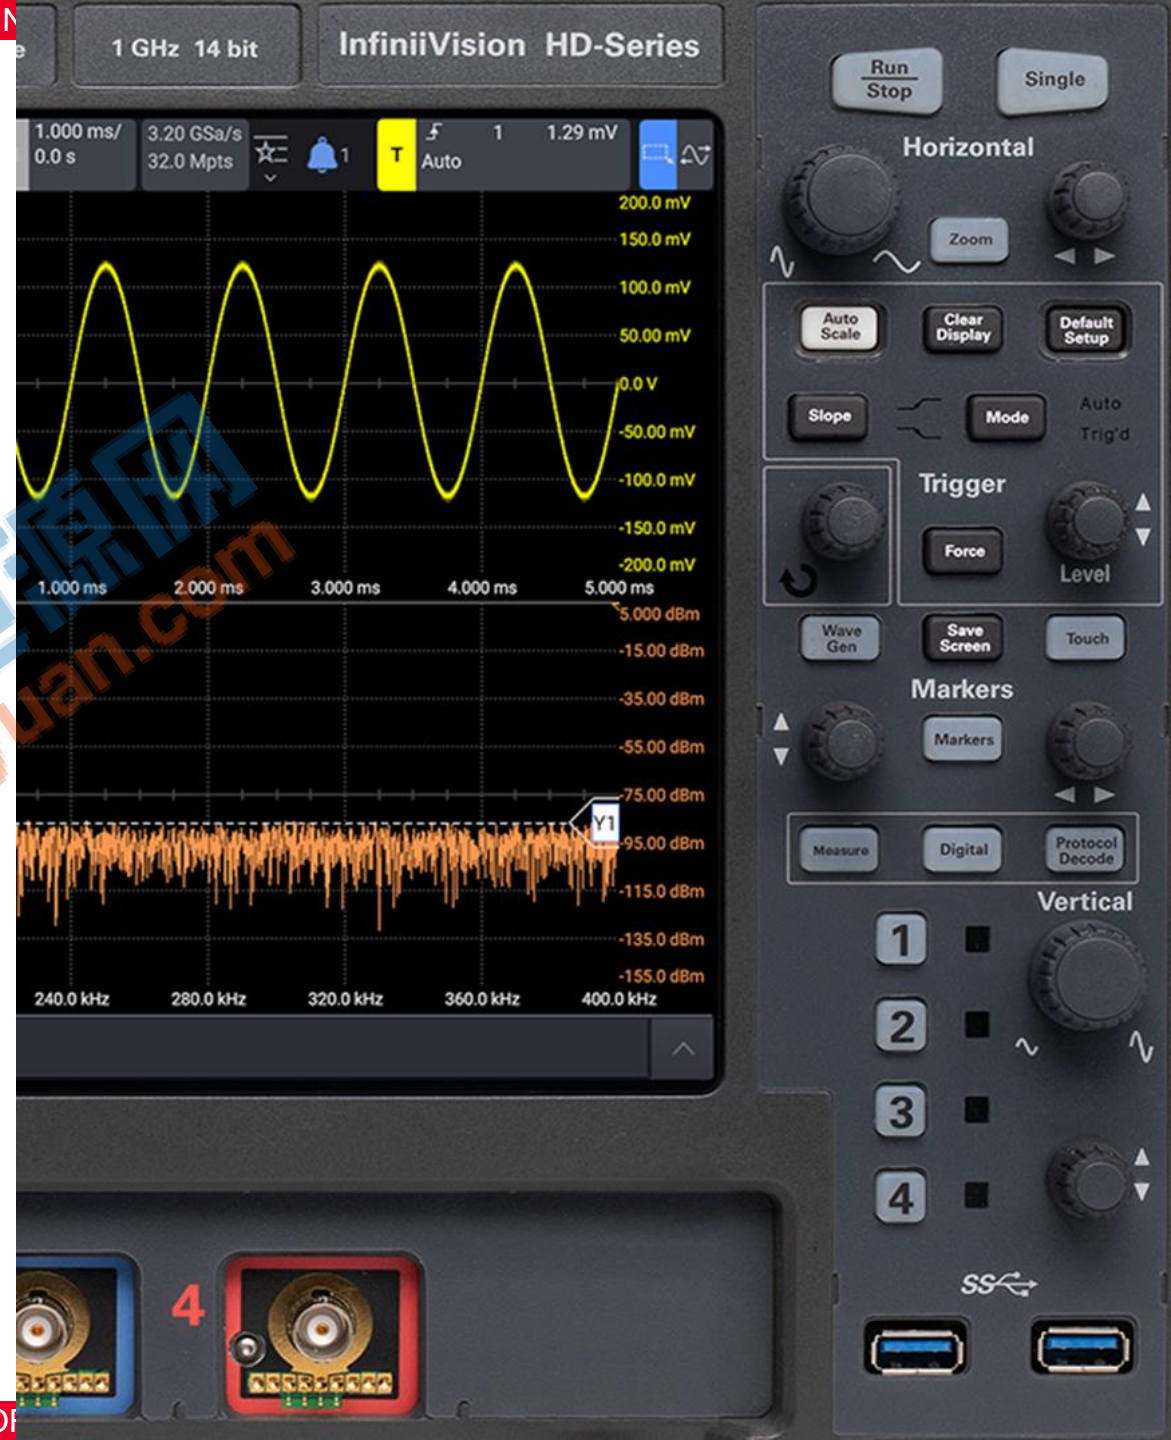 1 GHz 14 bit
InfiniiVision HD-Series
Run
Stop
Single
1.000 ms/
0.0 s
3.20 GSa/s
32.0 Mpts
1
T
1
1.29 mV
Auto
Horizontal
Zoom
200.0 mV
150.0 mV
100.0 mV
50.00 mV
0.0 V
-50.00 mV
-100.0 mV
-150.0 mV
-200.0 mV
1.000 ms
2.000 ms
3.000 ms
4.000 ms
5.000 ms
Auto
Scale
Clear
Display
Default
Setup
Slope
Mode
Auto
Trig'd
Trigger
Force
Level
Wave
Gen
Save
Screen
Touch
Markers
Markers
5.000 dBm
-15.00 dBm
-35.00 dBm
-55.00 dBm
-75.00 dBm
Y1
-95.00 dBm
-115.0 dBm
-135.0 dBm
-155.0 dBm
240.0 kHz
280.0 kHz
320.0 kHz
360.0 kHz
400.0 kHz
Measure
Digital
Protocol
Decode
Vertical
1
2
3
4
4
SS
源网
uan.com